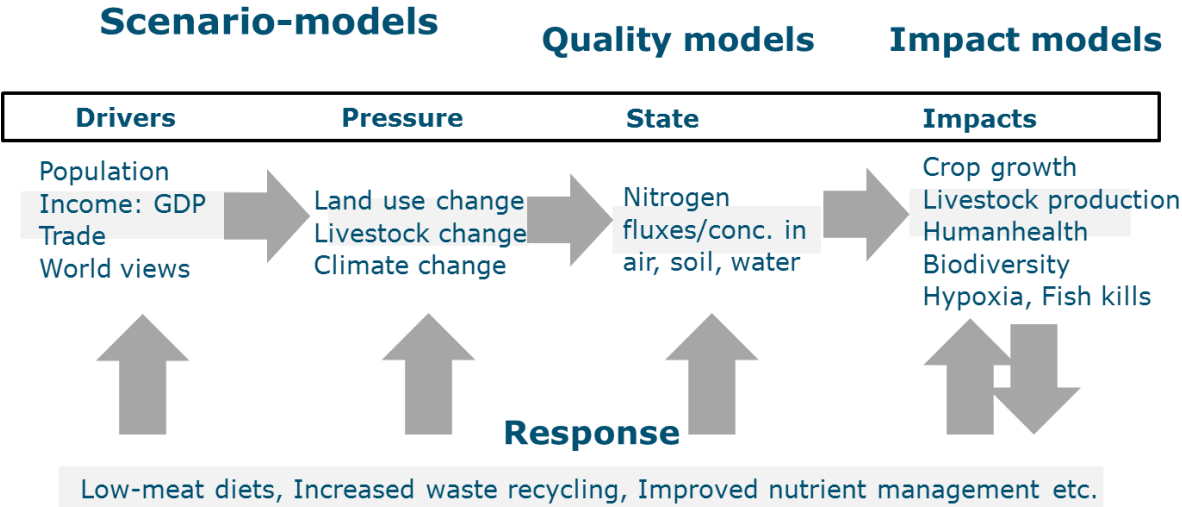 Scenario-models
Quality models
Impact models
Drivers
Pressure
State
Impacts
Population
Income: GDP
Trade
World views
Land use change
Livestock change
Climate change
Nitrogen
fluxes/conc. in
air, soil, water
Crop growth
Livestock production
Humanhealth
Biodiversity
Hypoxia, Fish kills
Response
Low-meat diets, Increased waste recycling, Improved nutrient management etc.